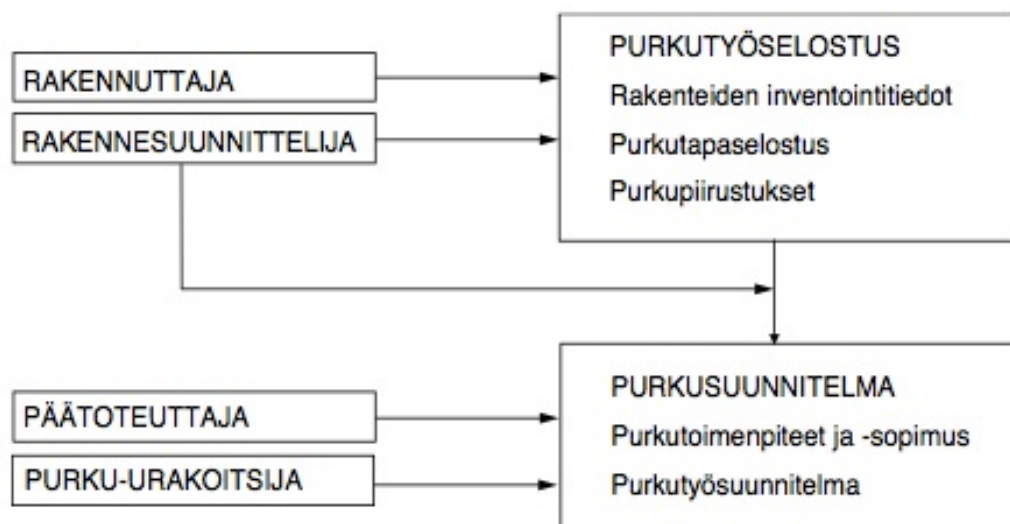 RAKENNUTTAJA
RAKENNESUUNNITTELIJA
PURKUTYÖSELOSTUS
Rakenteiden inventointitiedot
Purkutapaselostus
Purkupiirustukset
PÄÄTOTEUTTAJA
PURKU-URAKOITSIJA
PURKUSUUNNITELMA
Purkutoimenpiteet ja -sopimus
Purkutyösuunnitelma